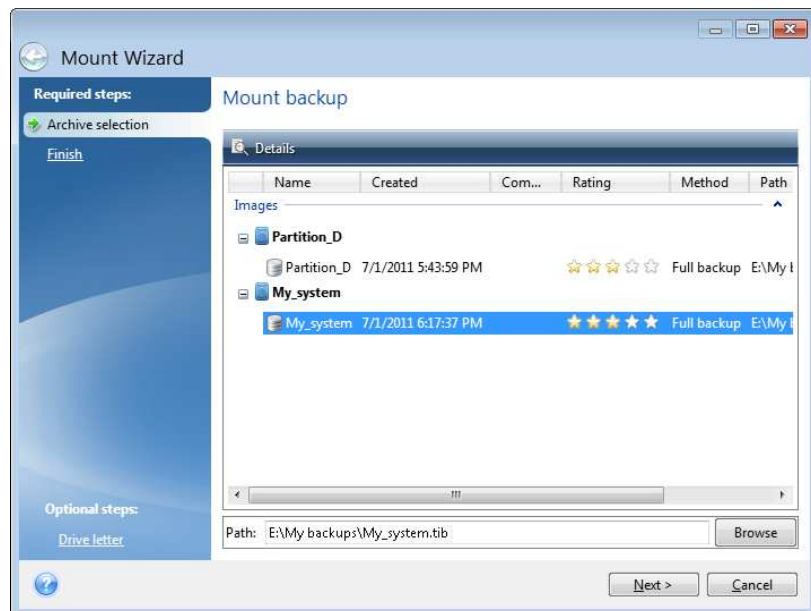 Mount Wizard
Required steps:
Archive selection
Finish
Mount backup
Details
Name Created Com... Rating Method Path
Images
Partition_D
Partition_D 7/1/2011 5:43:59 PM Full backup E:\My
My_system
My_system 7/1/2011 6:17:37 PM Full backup E:\My
Optional steps:
Drive letter
Path: E:\My backups\My_system.tib Browse
Next > Cancel